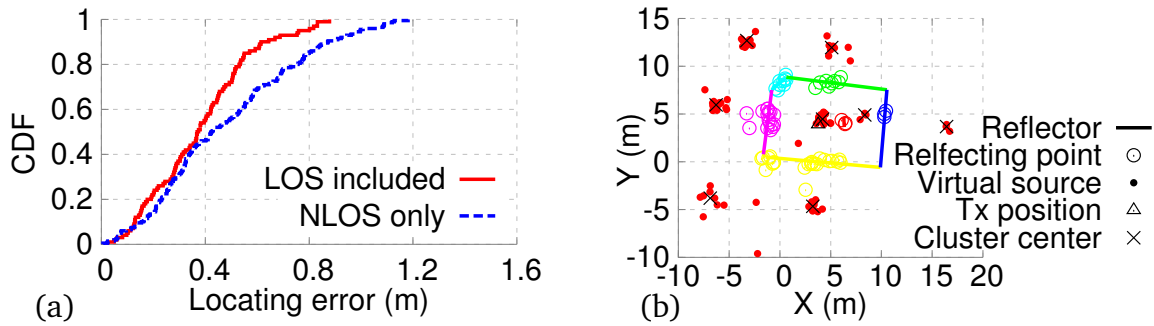 1
0.8
0.6
0.4
0.2
0
CDF
LOS included
NLOS only
0 0.4 0.8 1.2 1.6
Locating error (m)
(a)
15
10
5
0
-5
-10
Y (m)
-10 -5 0 5 10 15 20
X (m)
(b)
Reflector
Relfecting point
Virtual source
Tx position
Cluster center